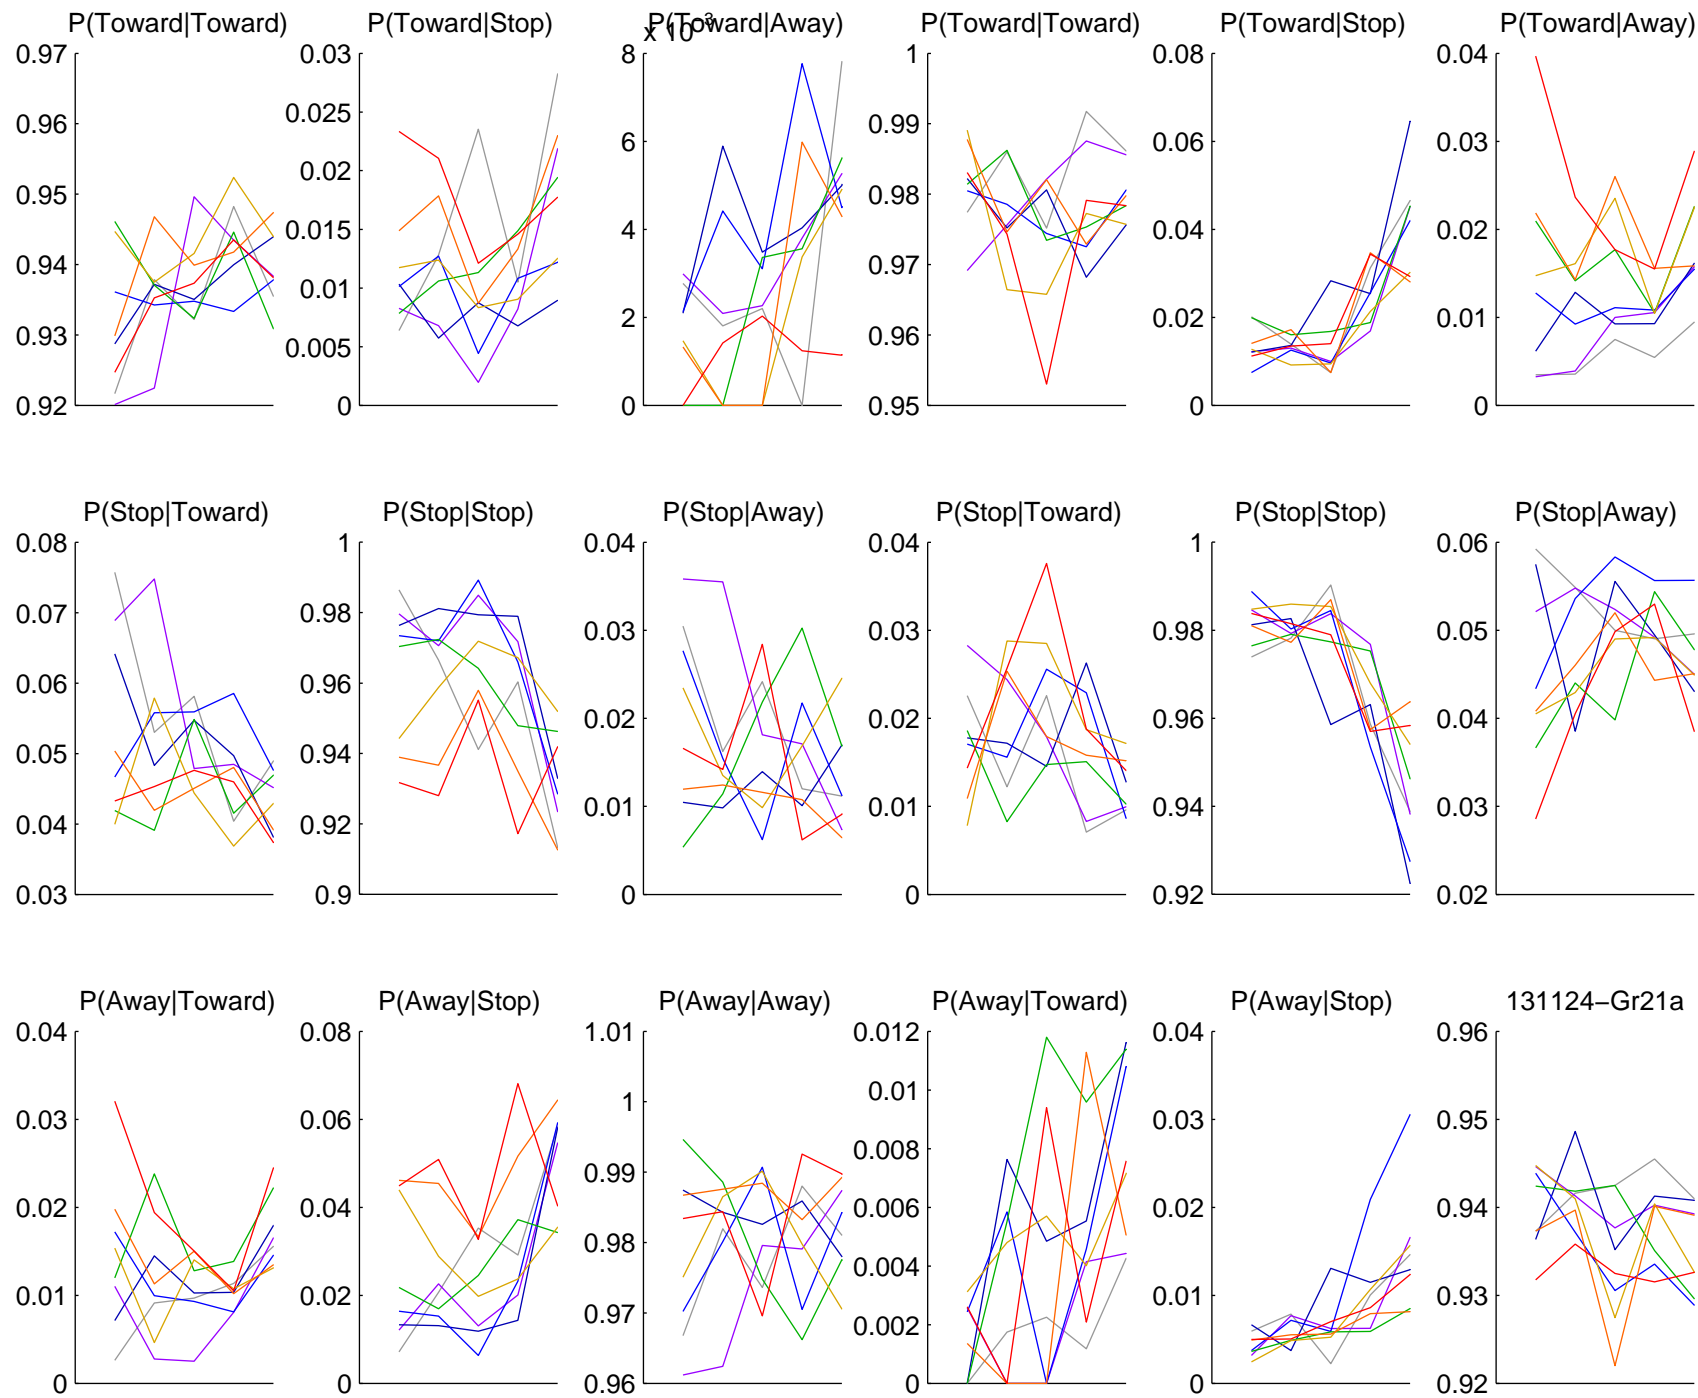 P(Toward|Toward) P(Toward|Stop) P(Toward|Away) P(Toward|Toward) P(Toward|Stop) P(Toward|Away)
x 10⁻³
0.97 0.03 8 1 0.08 0.04
0.96 0.025 6 0.99 0.06 0.03
0.95 0.02 4 0.98 0.04 0.02
0.94 0.015 2 0.97 0.02 0.01
0.93 0.01 0 0.96 0 0
0.92 0.005 0.95
0
P(Stop|Toward) P(Stop|Stop) P(Stop|Away) P(Stop|Toward) P(Stop|Stop) P(Stop|Away)
0.08 1 0.04 0.04 1 0.06
0.07 0.98 0.03 0.03 0.98 0.05
0.06 0.96 0.02 0.02 0.96 0.04
0.05 0.94 0.01 0.01 0.94 0.03
0.04 0.92 0 0 0.92 0.02
0.03 0.9
P(Away|Toward) P(Away|Stop) P(Away|Away) P(Away|Toward) P(Away|Stop) 131124−Gr21a
0.04 0.08 1.01 0.012 0.04 0.96
0.03 0.06 1 0.01 0.03 0.95
0.02 0.04 0.99 0.008 0.02 0.94
0.01 0.02 0.98 0.006 0.01 0.93
0 0 0.97 0.004 0 0.92
0.96 0.002
0